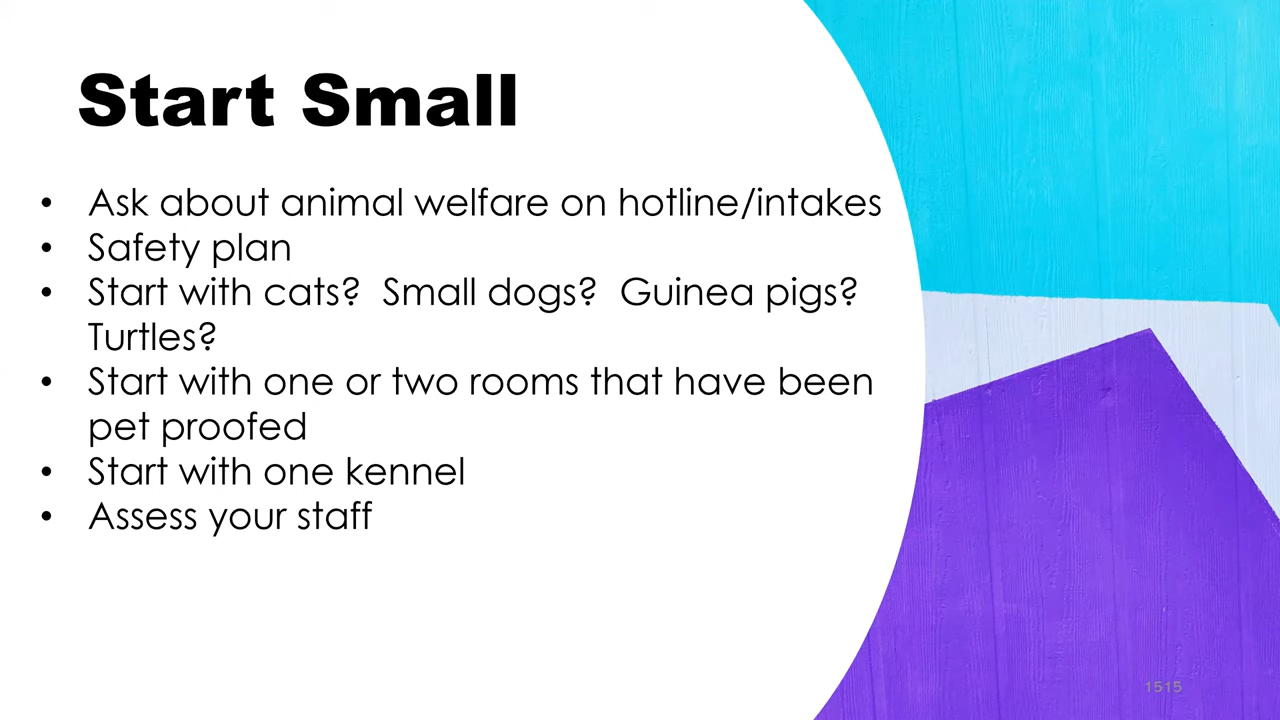 Start Small
• Ask about animal welfare on hotline/intakes
• Safety plan
• Start with cats?  Small dogs?  Guinea pigs?
Turtles?
• Start with one or two rooms that have been
pet proofed
• Start with one kennel
• Assess your staff
1515